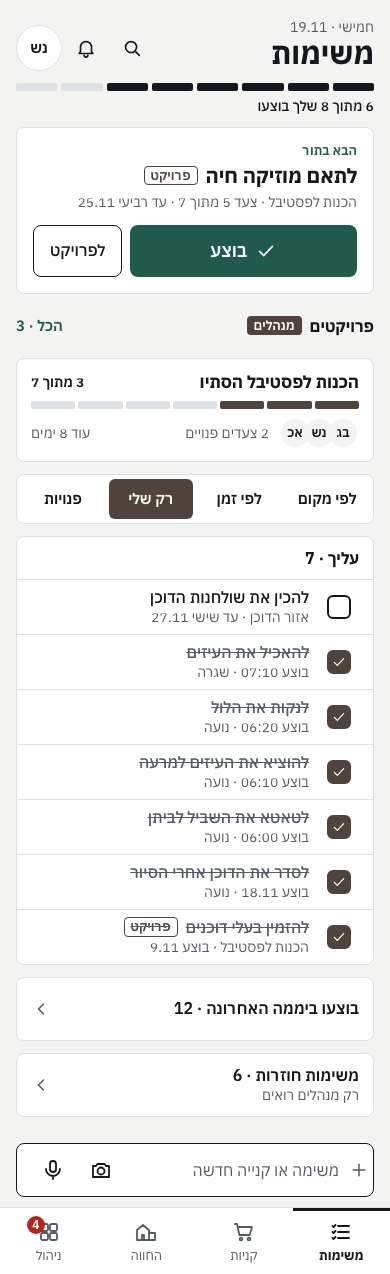 חמישי · 19.11
משימות
נש
6 מתוך 8 שלך בוצעו
הבא בתור
לתאם מוזיקה חיה פרויקט
הכנות לפסטיבל · צעד 5 מתוך 7 · עד רביעי 25.11
בוצע
לפרויקט
פרויקטים מנהלים
הכל · 3
הכנות לפסטיבל הסתיו
3 מתוך 7
בג נש אכ
2 צעדים פנויים
עוד 8 ימים
לפי מקום
לפי זמן
רק שלי
פנויות
עליך · 7
להכין את שולחנות הדוכן
אזור הדוכן · עד שישי 27.11
להאכיל את העיזים
בוצע 07:10 · שגרה
לנקות את הלול
בוצע 06:20 · נועה
להוציא את העיזים למרעה
בוצע 06:10 · נועה
לטאטא את השביל לביתן
בוצע 06:00 · נועה
לסדר את הדוכן אחרי הסיור
בוצע 18.11 · נועה
להזמין בעלי דוכנים פרויקט
הכנות לפסטיבל · בוצע 9.11
בוצעו ביממה האחרונה · 12
משימות חוזרות · 6
רק מנהלים רואים
משימה או קנייה חדשה
משימות
קניות
החווה
4
ניהול